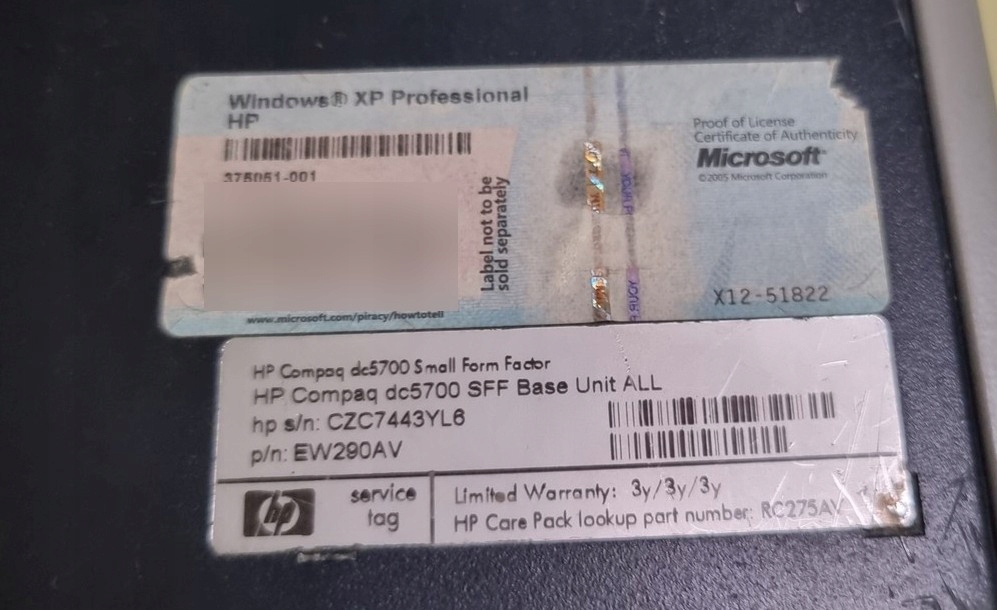 Windows® XP Professional
HP
375051-001
Label not to be
sold separately
www.microsoft.com/piracy/howtotell
Proof of License
Certificate of Authenticity
Microsoft
©2005 Microsoft Corporation
X12-51822
HP Compaq dc5700 Small Form Factor
HP Compaq dc5700 SFF Base Unit ALL
hp s/n: CZC7443YL6
p/n: EW290AV
hp
service
tag
Limited Warranty: 3y/3y/3y
HP Care Pack lookup part number: RC275AV